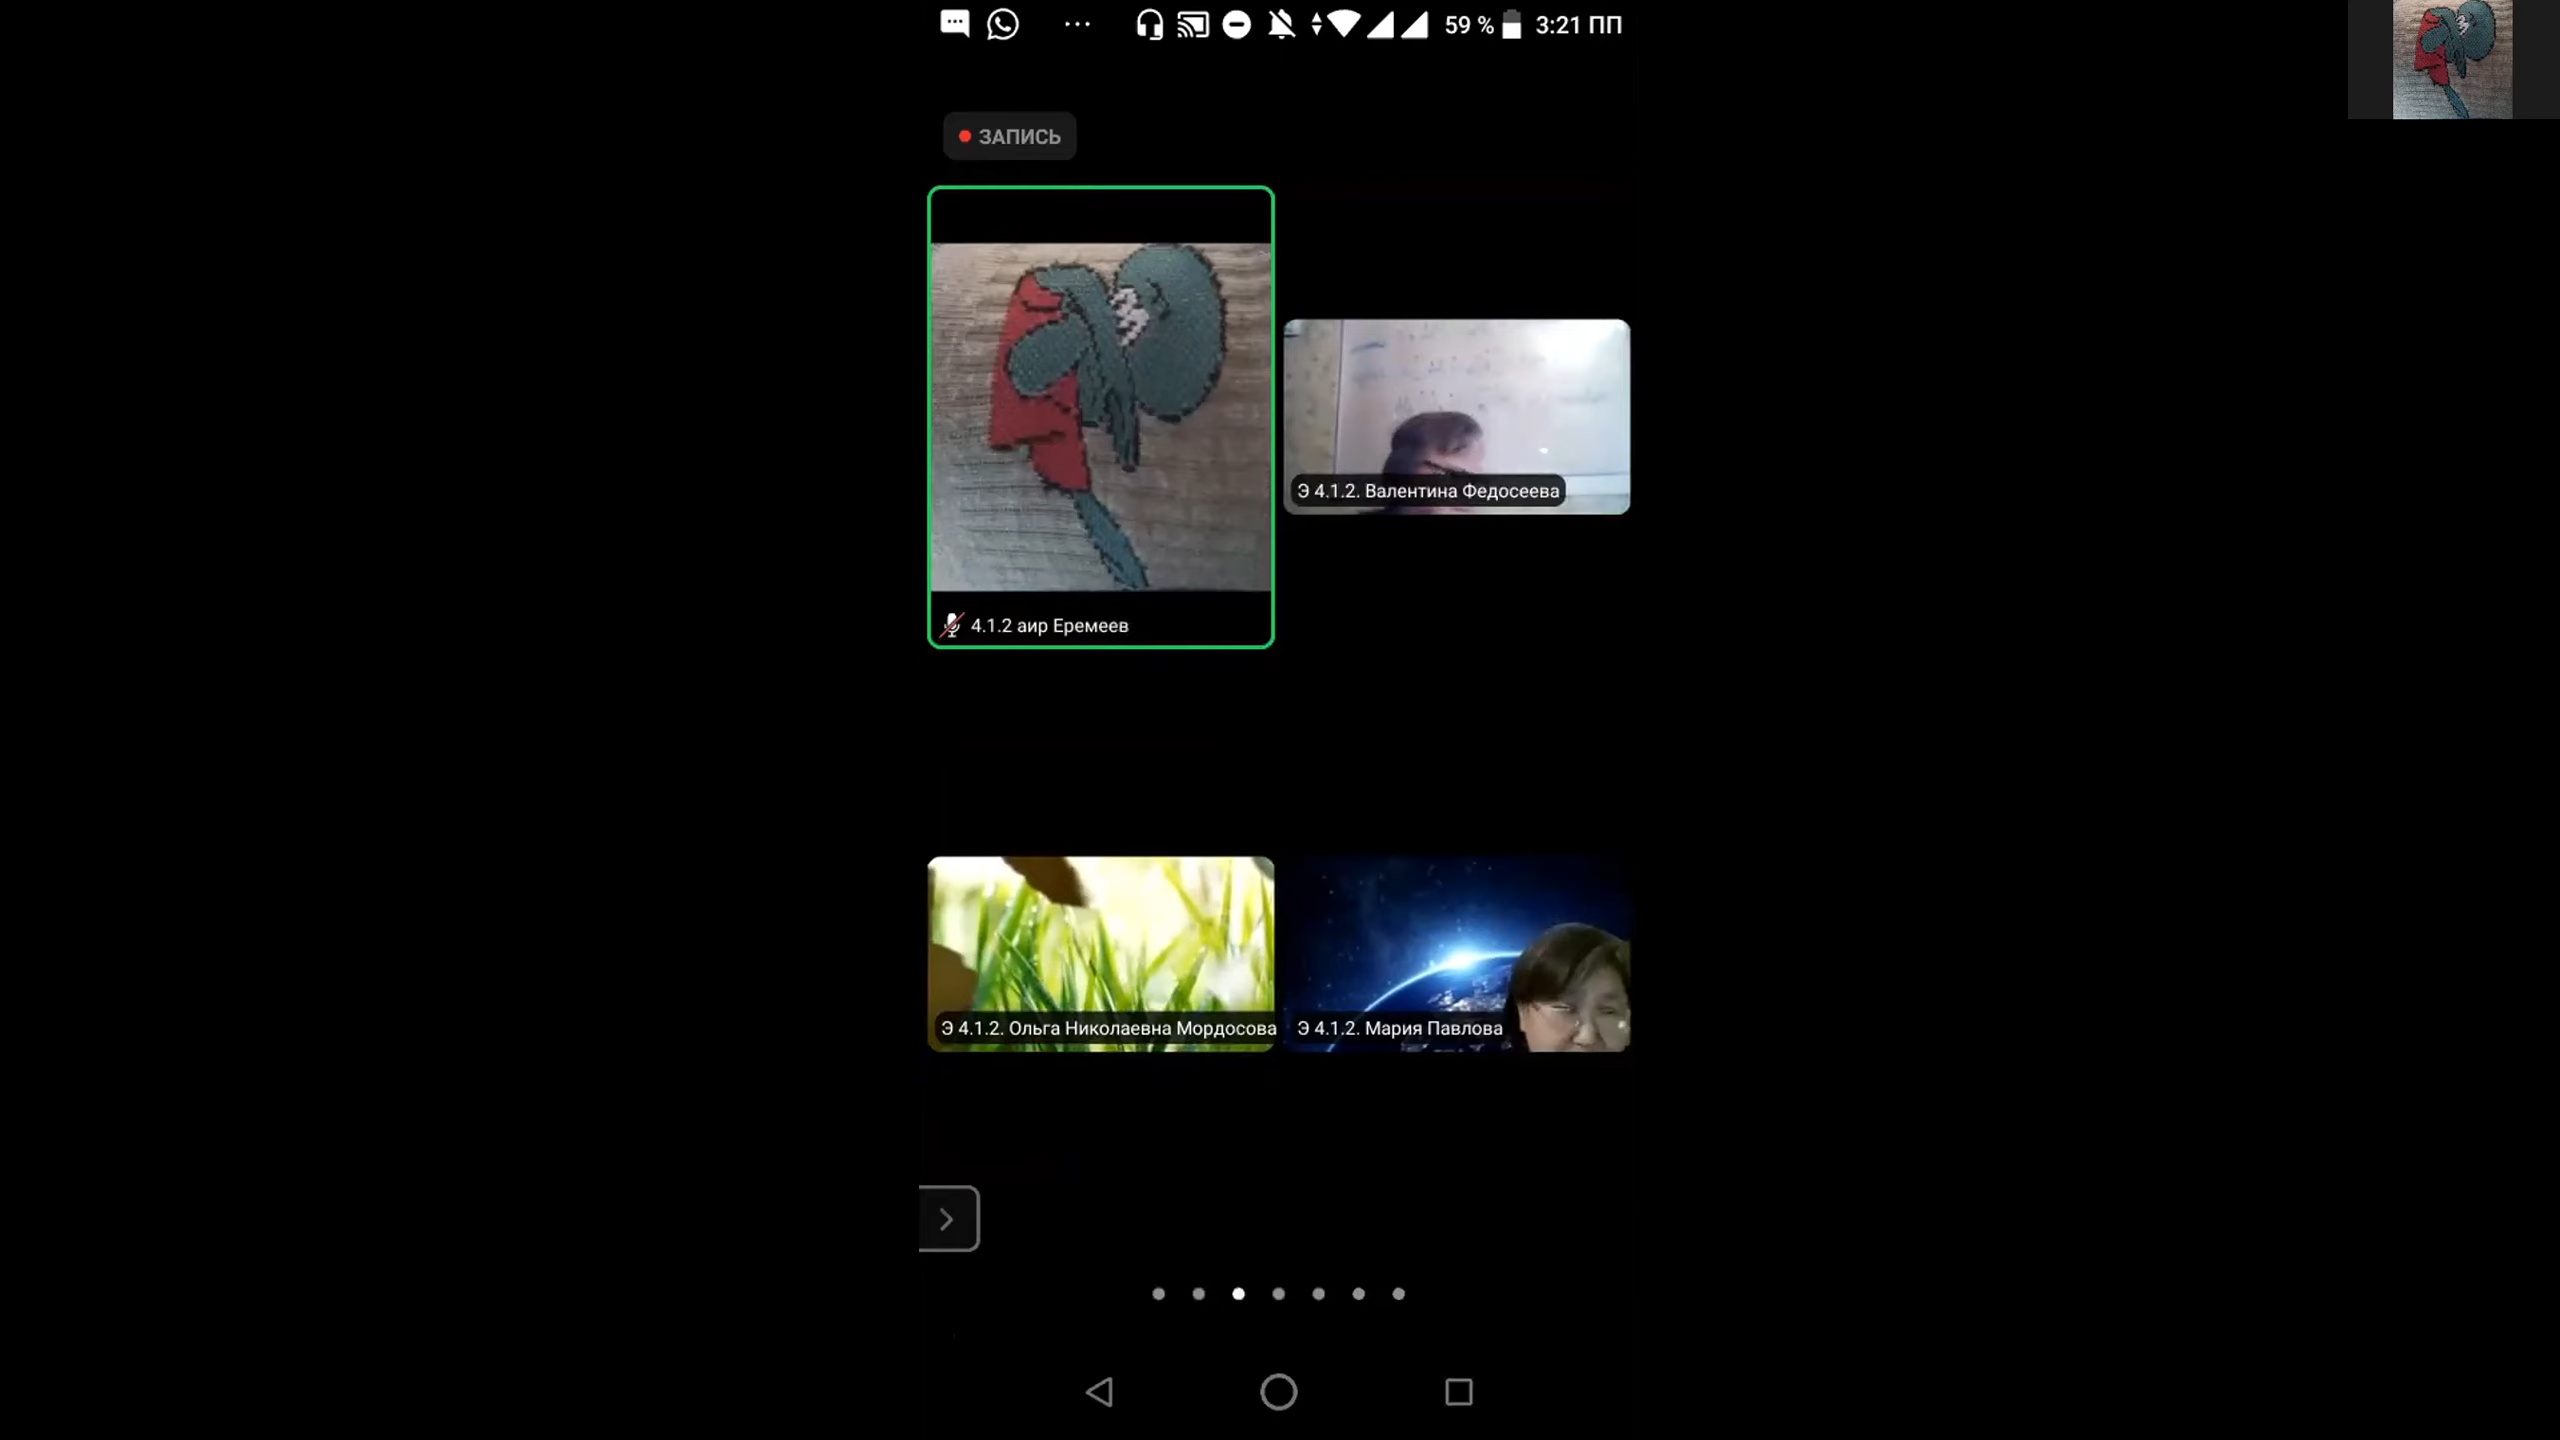 59 % 3:21 ПП
ЗАПИСЬ
Э 4.1.2. Валентина Федосеева
4.1.2 аир Еремеев
Э 4.1.2. Ольга Николаевна Мордосова
Э 4.1.2. Мария Павлова